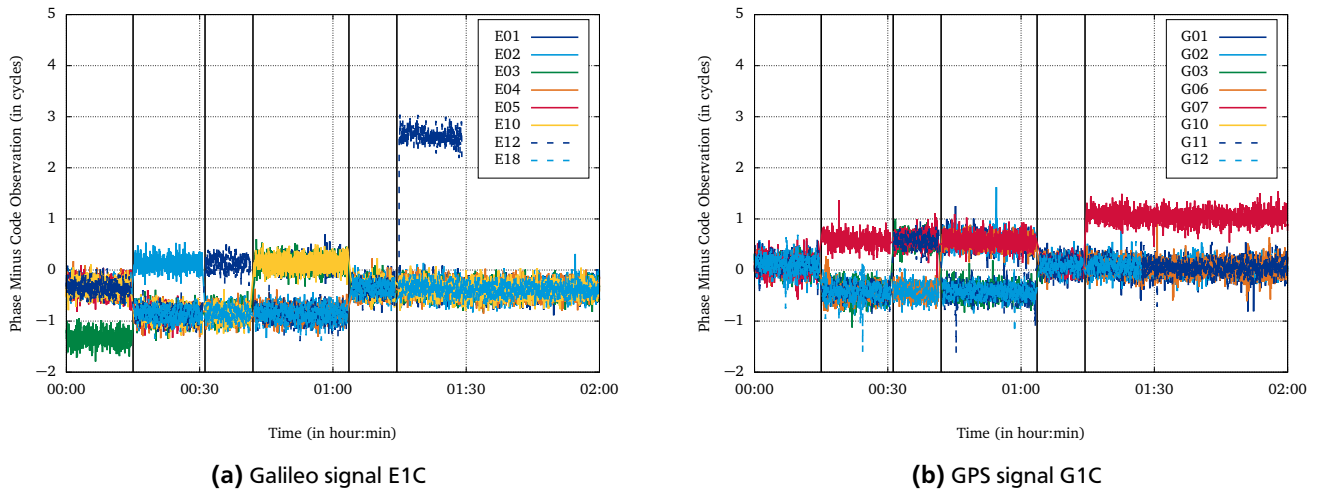 Phase Minus Code Observation (in cycles)
5
4
3
2
1
0
−1
−2
00:00 00:30 01:00 01:30 02:00
Time (in hour:min)
E01
E02
E03
E04
E05
E10
E12
E18
(a) Galileo signal E1C
Phase Minus Code Observation (in cycles)
5
4
3
2
1
0
−1
−2
00:00 00:30 01:00 01:30 02:00
Time (in hour:min)
G01
G02
G03
G06
G07
G10
G11
G12
(b) GPS signal G1C